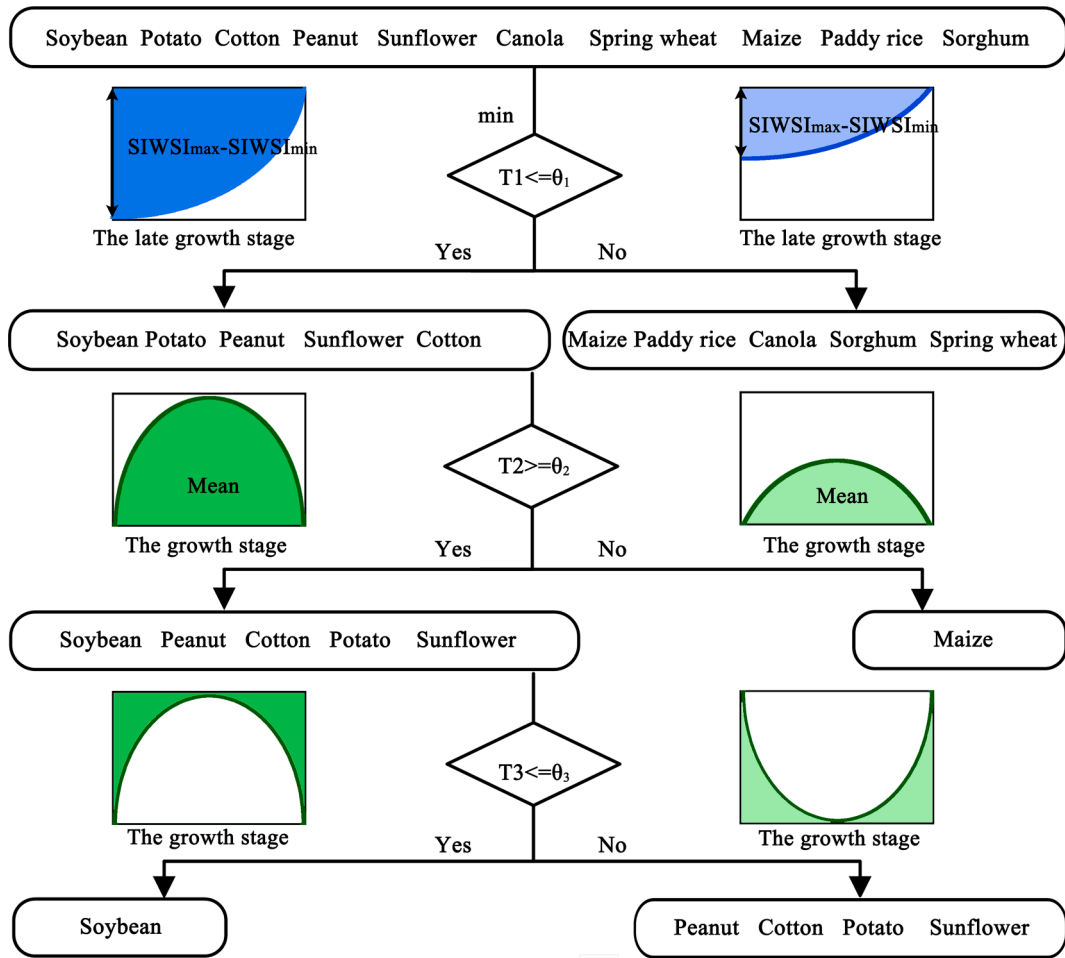 Soybean Potato Cotton Peanut Sunflower Canola Spring wheat Maize Paddy rice Sorghum
min
SIWSImax-SIWSImin
SIWSImax-SIWSImin
T1<=θ1
The late growth stage
The late growth stage
Yes
No
Soybean Potato Peanut Sunflower Cotton
Maize Paddy rice Canola Sorghum Spring wheat
T2>=θ2
Mean
Mean
The growth stage
The growth stage
Yes
No
Soybean Peanut Cotton Potato Sunflower
Maize
T3<=θ3
The growth stage
The growth stage
Yes
No
Soybean
Peanut Cotton Potato Sunflower